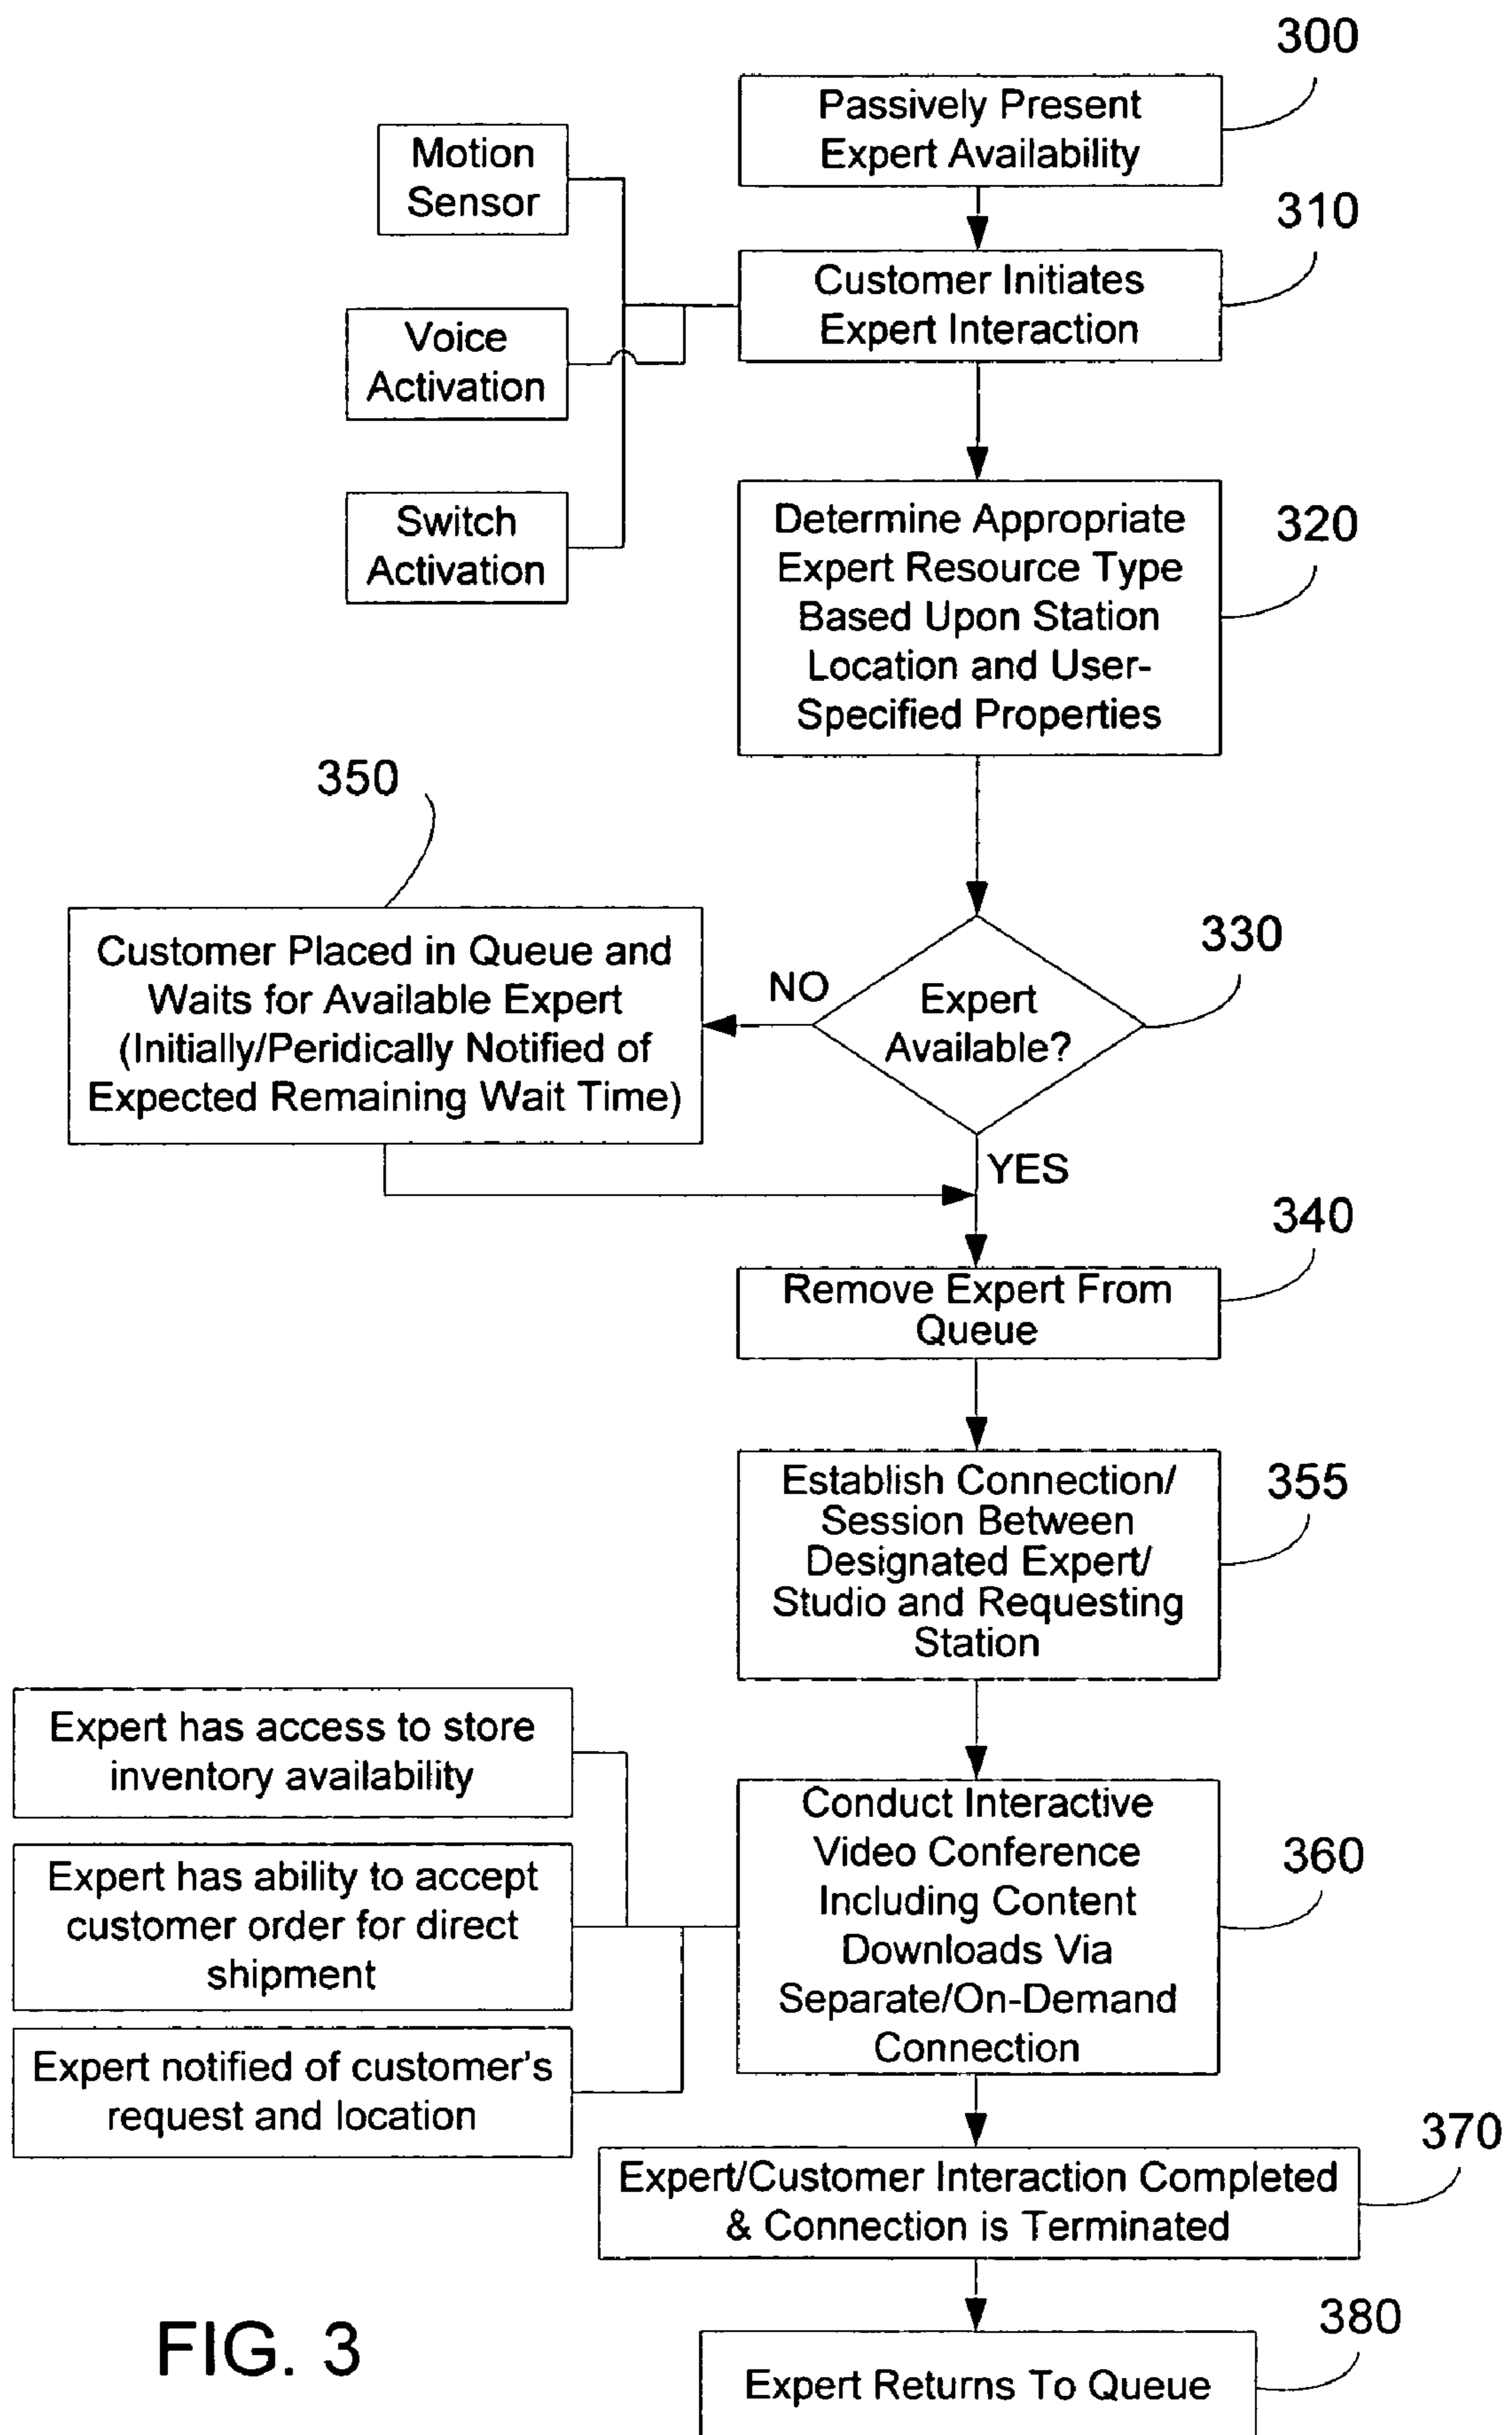 300
Passively Present
Expert Availability
Motion
Sensor
310
Customer Initiates
Expert Interaction
Voice
Activation
Switch
Activation
320
Determine Appropriate
Expert Resource Type
Based Upon Station
Location and User-
Specified Properties
350
Customer Placed in Queue and
Waits for Available Expert
(Initially/Peridically Notified of
Expected Remaining Wait Time)
NO
330
Expert
Available?
YES
340
Remove Expert From
Queue
355
Establish Connection/
Session Between
Designated Expert/
Studio and Requesting
Station
Expert has access to store
inventory availability
Expert has ability to accept
customer order for direct
shipment
Expert notified of customer's
request and location
360
Conduct Interactive
Video Conference
Including Content
Downloads Via
Separate/On-Demand
Connection
370
Expert/Customer Interaction Completed
& Connection is Terminated
380
Expert Returns To Queue
FIG. 3